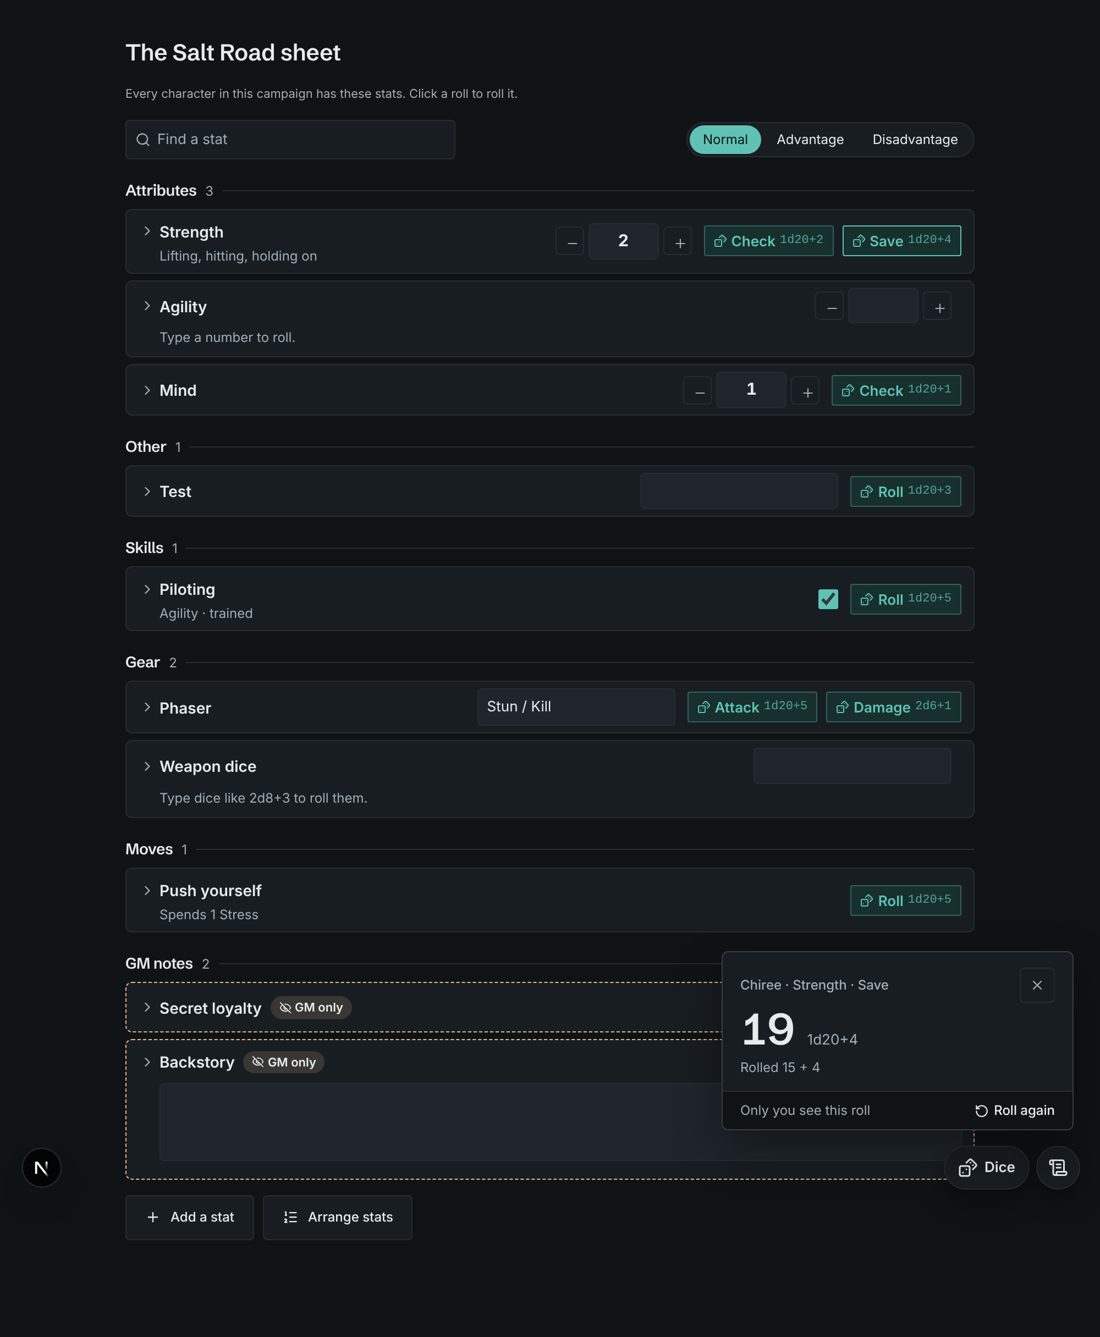 The Salt Road sheet
Every character in this campaign has these stats. Click a roll to roll it.
Find a stat
Normal Advantage Disadvantage
Attributes 3
Strength
Lifting, hitting, holding on
– 2 + Check 1d20+2 Save 1d20+4
Agility
– +
Type a number to roll.
Mind – 1 + Check 1d20+1
Other 1
Test Roll 1d20+3
Skills 1
Piloting
Agility · trained
Roll 1d20+5
Gear 2
Phaser Stun / Kill Attack 1d20+5 Damage 2d6+1
Weapon dice
Type dice like 2d8+3 to roll them.
Moves 1
Push yourself
Spends 1 Stress
Roll 1d20+5
GM notes 2
Secret loyalty GM only
Backstory GM only
Chiree · Strength · Save
19 1d20+4
Rolled 15 + 4
Only you see this roll Roll again
N
Dice
+ Add a stat Arrange stats